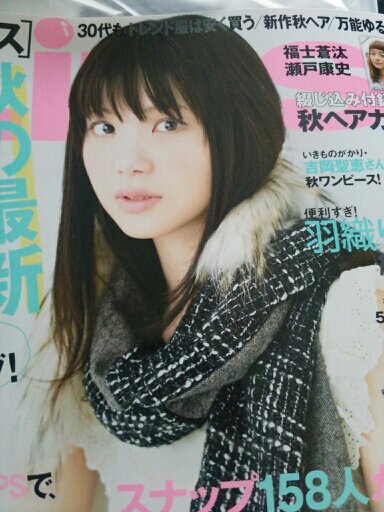 30代もトレンド服は安く買う/新作秋ヘア/万能ゆる
ス]
秋の最新
福士蒼汰
瀬戸康史
綴じ込み付
秋ヘアカ
いきものがかり・
吉岡聖恵さん
秋ワンピース!
便利すぎ!
羽織り
!
PSで、
スナップ158人